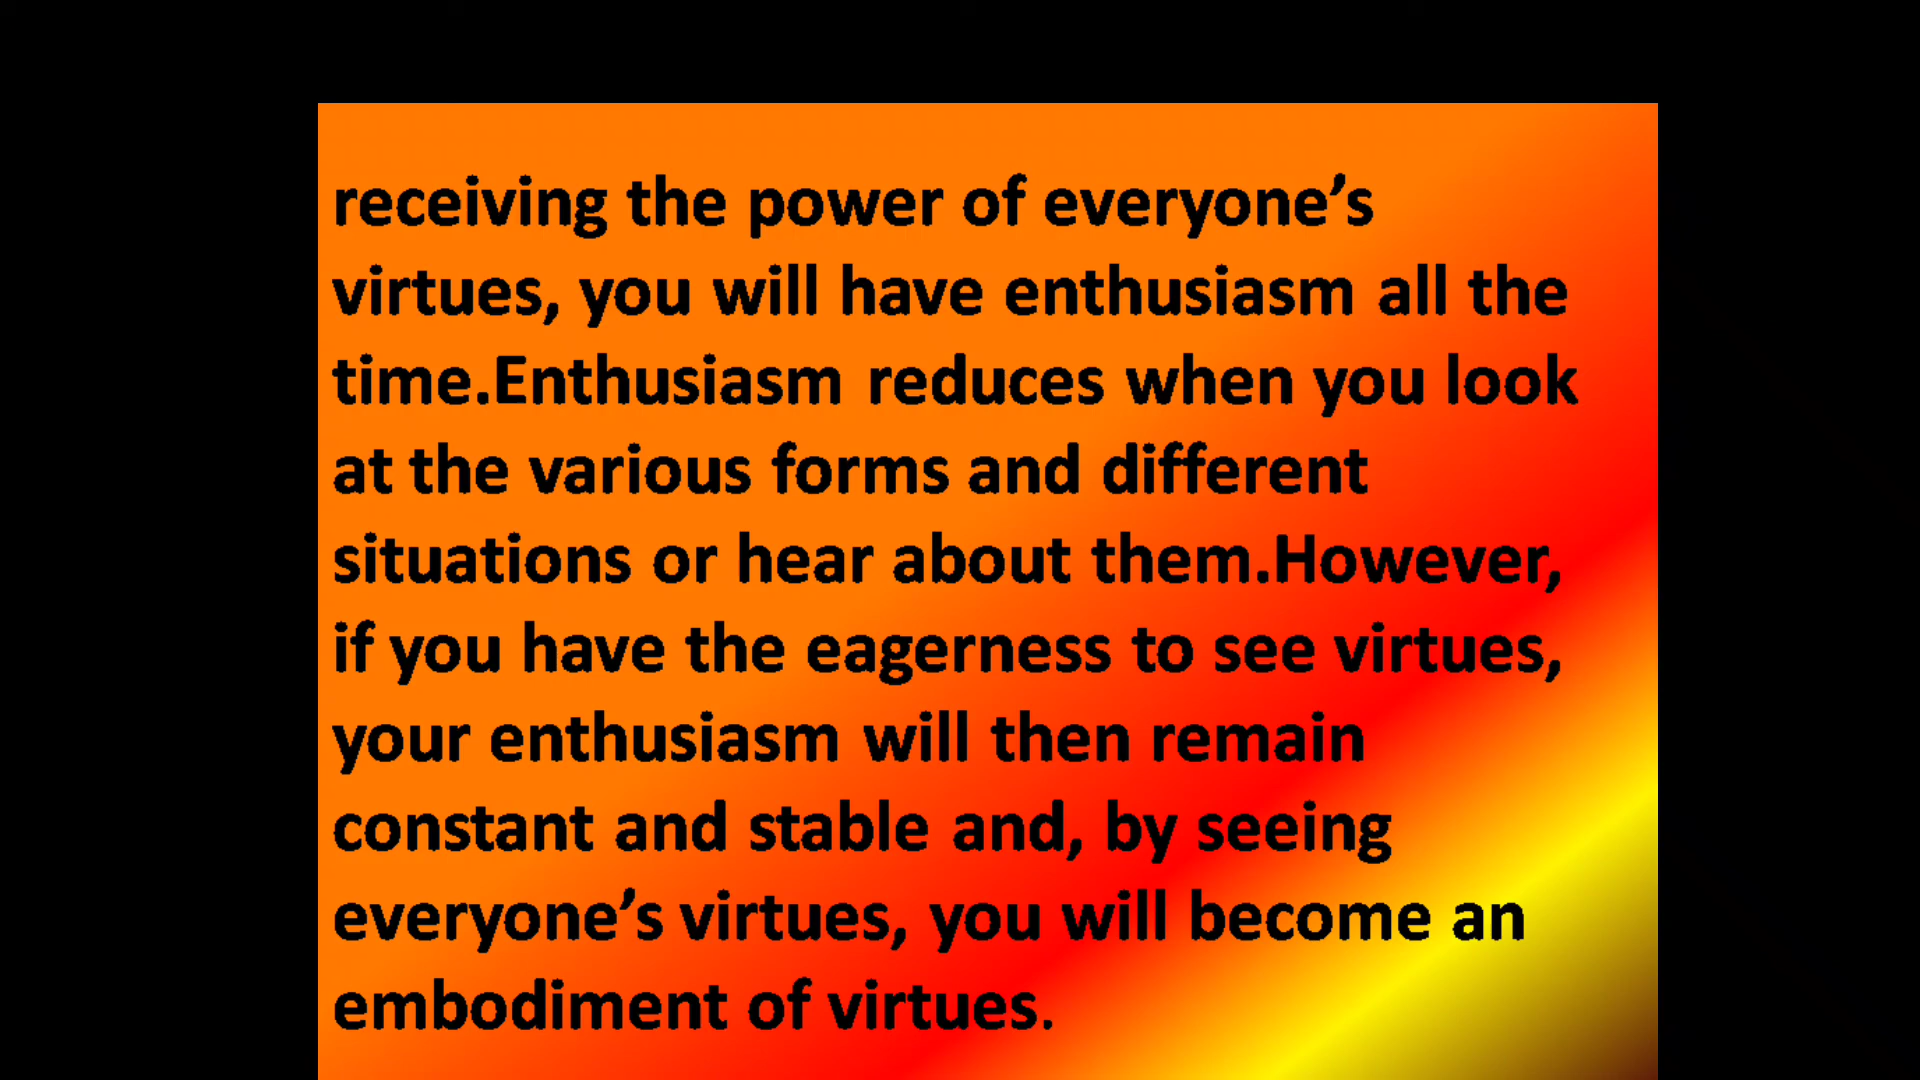 receiving the power of everyone’s
virtues, you will have enthusiasm all the
time.Enthusiasm reduces when you look
at the various forms and different
situations or hear about them.However,
if you have the eagerness to see virtues,
your enthusiasm will then remain
constant and stable and, by seeing
everyone’s virtues, you will become an
embodiment of virtues.